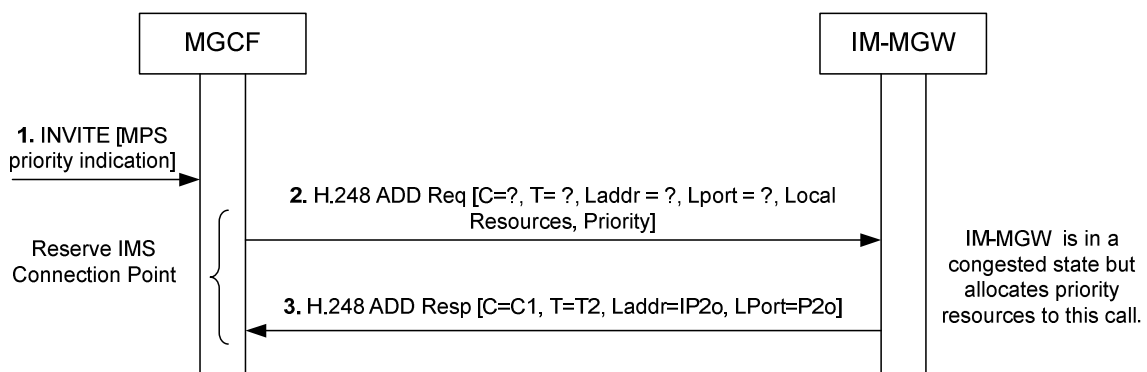 MGCF
IM-MGW
1. INVITE [MPS
priority indication]
2. H.248 ADD Req [C=?, T= ?, Laddr = ?, Lport = ?, Local
Resources, Priority]
Reserve IMS
Connection Point
IM-MGW is in a
congested state but
allocates priority
resources to this call.
3. H.248 ADD Resp [C=C1, T=T2, Laddr=IP2o, LPort=P2o]